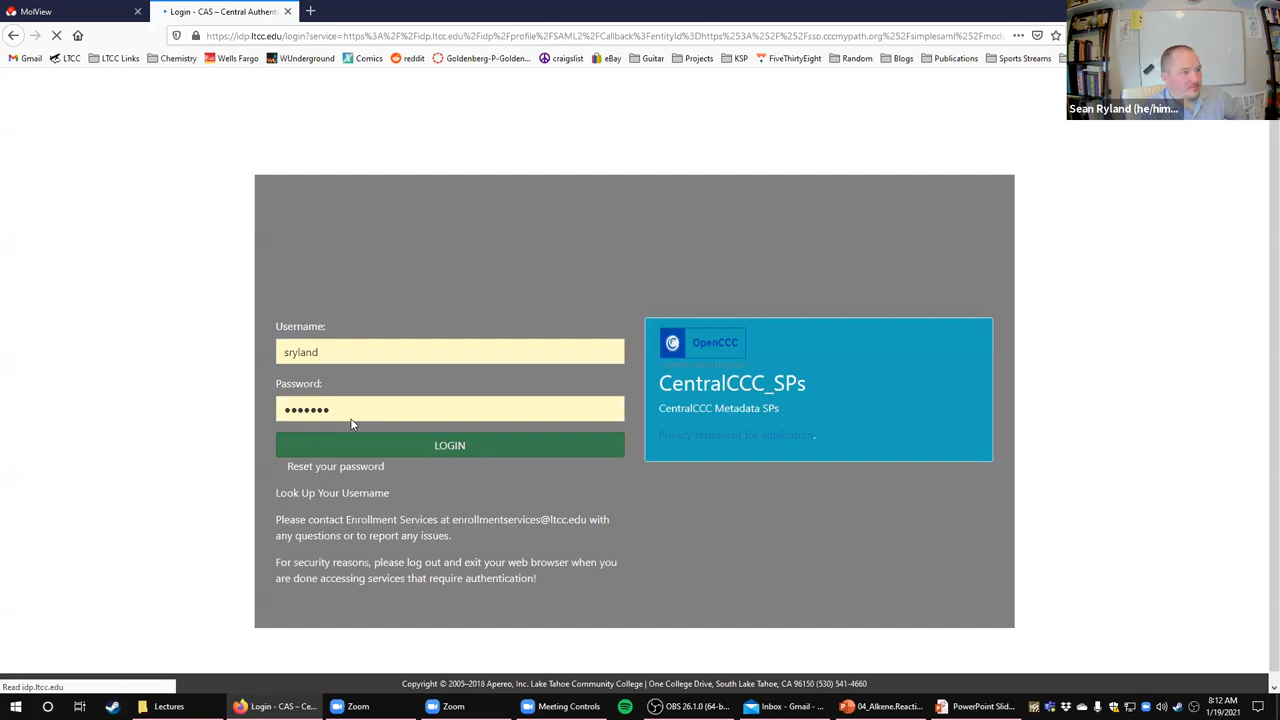 MolView
Login - CAS – Central Authenti
https://idp.ltcc.edu/login?service=https%3A%2F%2Fidp.ltcc.edu%2Fidp%2Fprofile%2FSAML2%2FCallback%3FentityId%3Dhttps%253A%252F%252Fsso.cccmypath.org%252Fsimplesaml%252Fmod
Gmail LTCC LTCC Links Chemistry Wells Fargo WUnderground Comics reddit Goldenberg-P-Golden... craigslist eBay Guitar Projects KSP FiveThirtyEight Random Blogs Publications Sports Streams
Sean Ryland (he/him...
Username:
sryland
Password:
•••••••
LOGIN
Reset your password
Look Up Your Username
Please contact Enrollment Services at enrollmentservices@ltcc.edu with
any questions or to report any issues.
For security reasons, please log out and exit your web browser when you
are done accessing services that require authentication!
OpenCCC
CentralCCC_SPs
CentralCCC Metadata SPs
Privacy statement for application.
Copyright © 2005–2018 Apereo, Inc. Lake Tahoe Community College | One College Drive, South Lake Tahoe, CA 96150 (530) 541-4660
Read idp.ltcc.edu
Lectures
Login - CAS – Ce...
Zoom
Zoom
Meeting Controls
OBS 26.1.0 (64-b...
Inbox - Gmail - ...
04_Alkene.Reacti...
PowerPoint Slid...
8:12 AM
1/19/2021